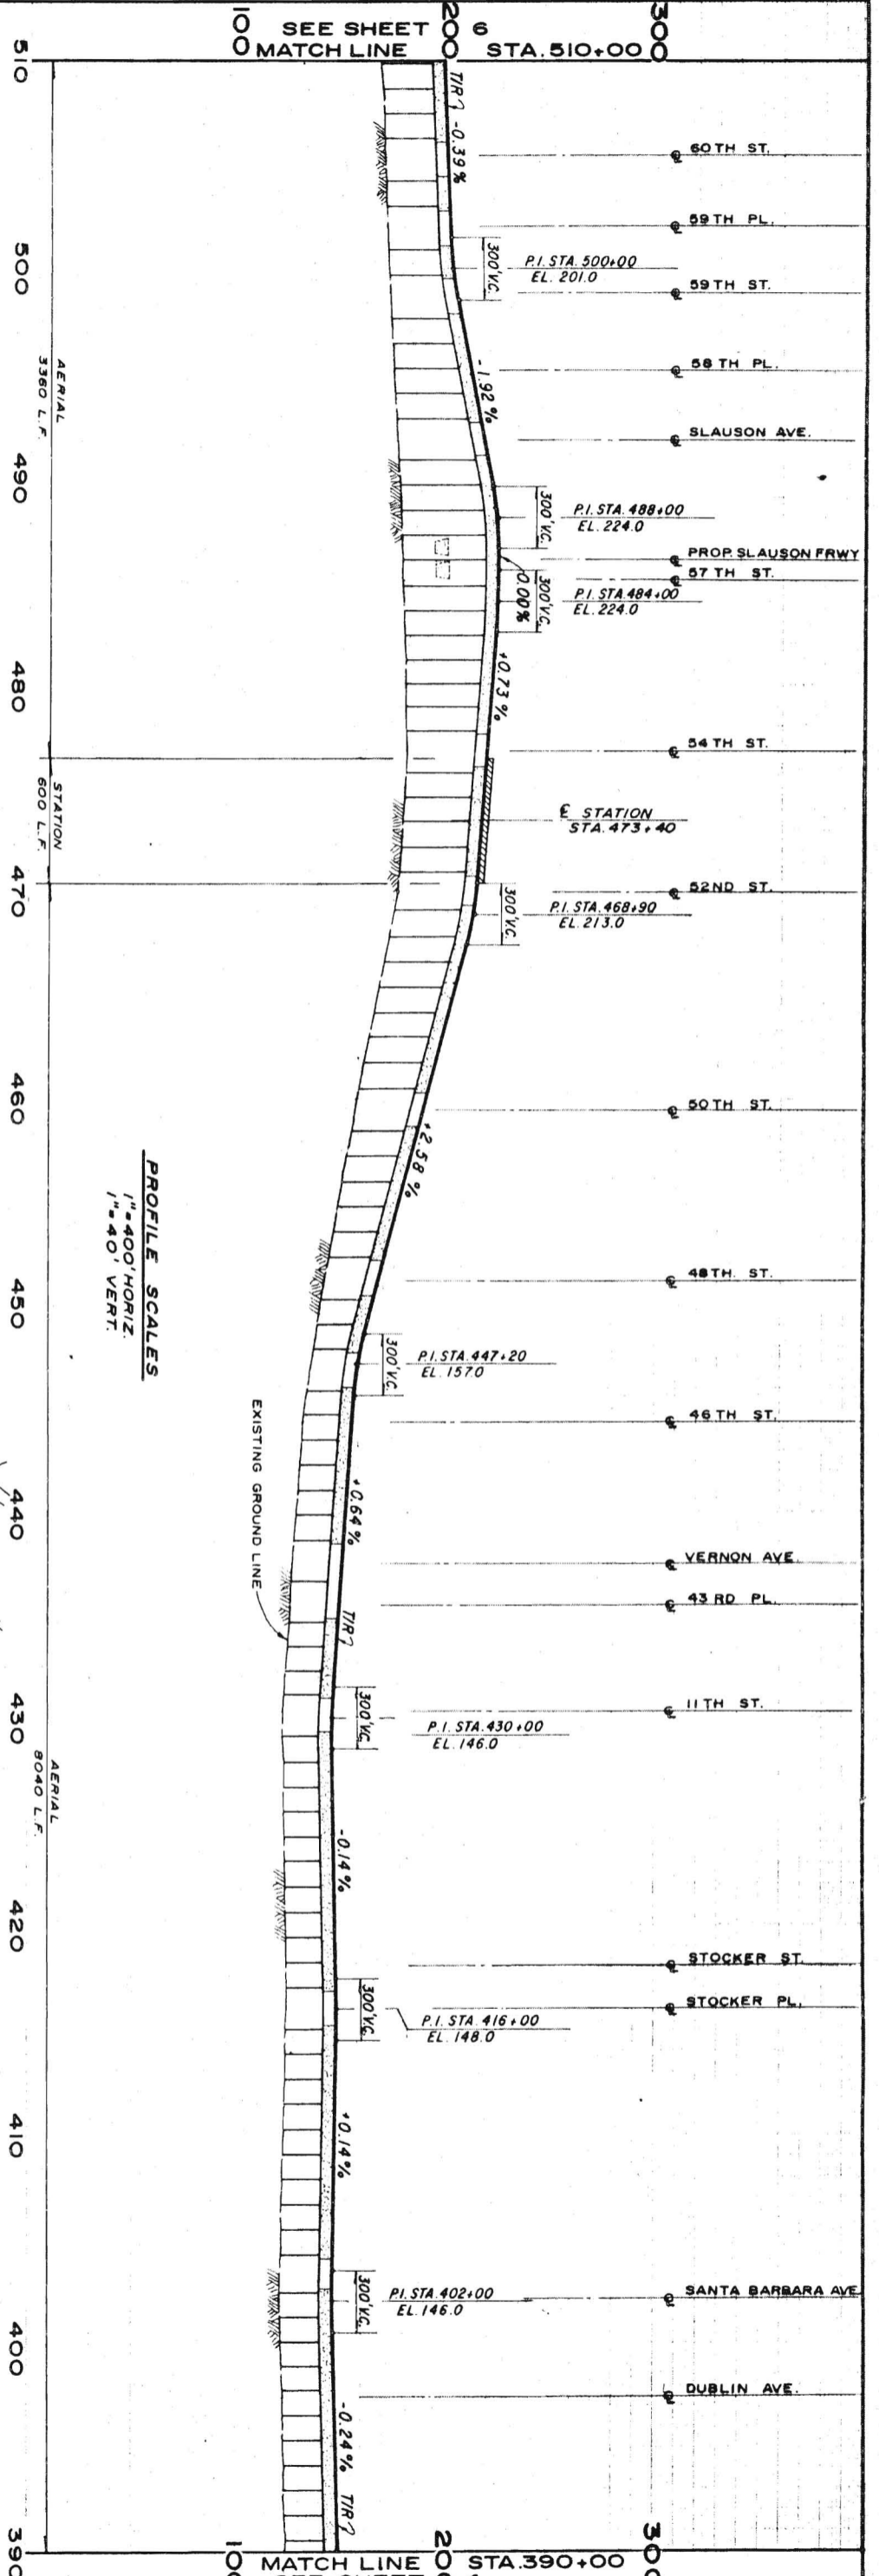 SEE SHEET 6
MATCH LINE STA. 510+00
100
200
300
510
T/R
-0.39%
60TH ST.
59TH PL.
300' V.C.
P.I. STA. 500+00
EL. 201.0
59TH ST.
500
58TH PL.
-1.92%
AERIAL
3360 L.F.
SLAUSON AVE.
490
300' V.C.
P.I. STA. 488+00
EL. 224.0
PROP. SLAUSON FRWY
57TH ST.
0.00%
300' V.C.
P.I. STA. 484+00
EL. 224.0
+0.73%
480
54TH ST.
STATION
600 L.F.
℄ STATION
STA. 473+40
470
52ND ST.
300' V.C.
P.I. STA. 468+90
EL. 213.0
460
50TH ST.
+2.58%
PROFILE SCALES
1"=400' HORIZ.
1"=40' VERT.
48TH. ST.
450
300' V.C.
P.I. STA. 447+20
EL. 157.0
46TH ST.
EXISTING GROUND LINE
+0.64%
440
VERNON AVE.
43RD PL.
T/R
11TH ST.
430
300' V.C.
P.I. STA. 430+00
EL. 146.0
AERIAL
8040 L.F.
-0.14%
420
STOCKER ST.
STOCKER PL.
300' V.C.
P.I. STA. 416+00
EL. 148.0
410
+0.14%
300' V.C.
P.I. STA. 402+00
EL. 146.0
SANTA BARBARA AVE
400
DUBLIN AVE.
-0.24%
T/R
390
MATCH LINE STA. 390+00